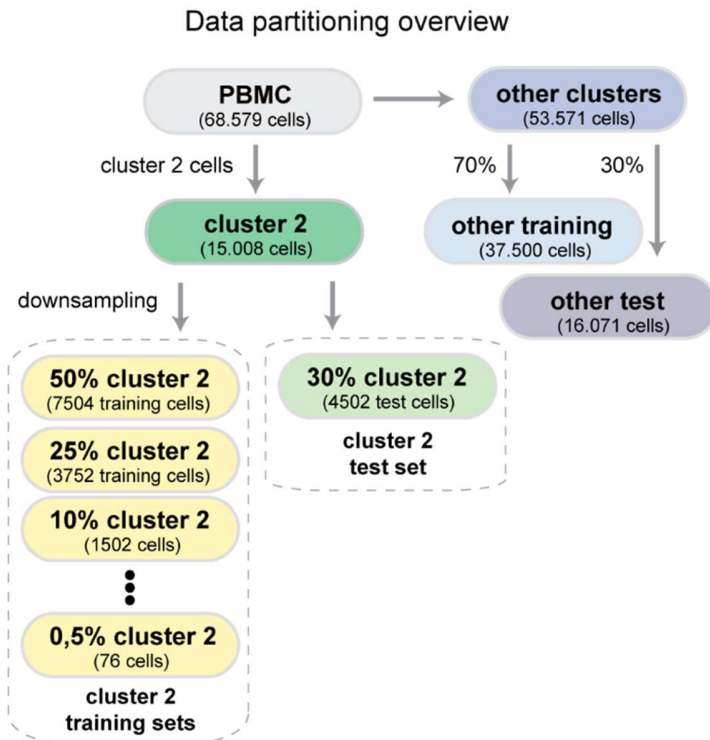 Data partitioning overview
PBMC
(68.579 cells)
other clusters
(53.571 cells)
cluster 2 cells
70%
30%
cluster 2
(15.008 cells)
other training
(37.500 cells)
other test
(16.071 cells)
downsampling
50% cluster 2
(7504 training cells)
25% cluster 2
(3752 training cells)
10% cluster 2
(1502 cells)
0,5% cluster 2
(76 cells)
cluster 2
training sets
30% cluster 2
(4502 test cells)
cluster 2
test set